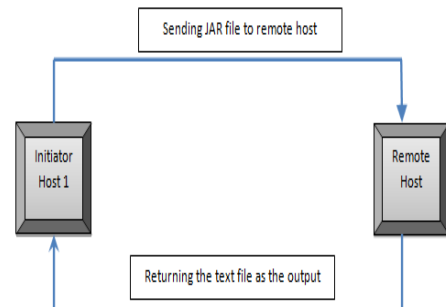 Sending JAR file to remote host
Initiator
Host 1
Remote
Host
Returning the text file as the output